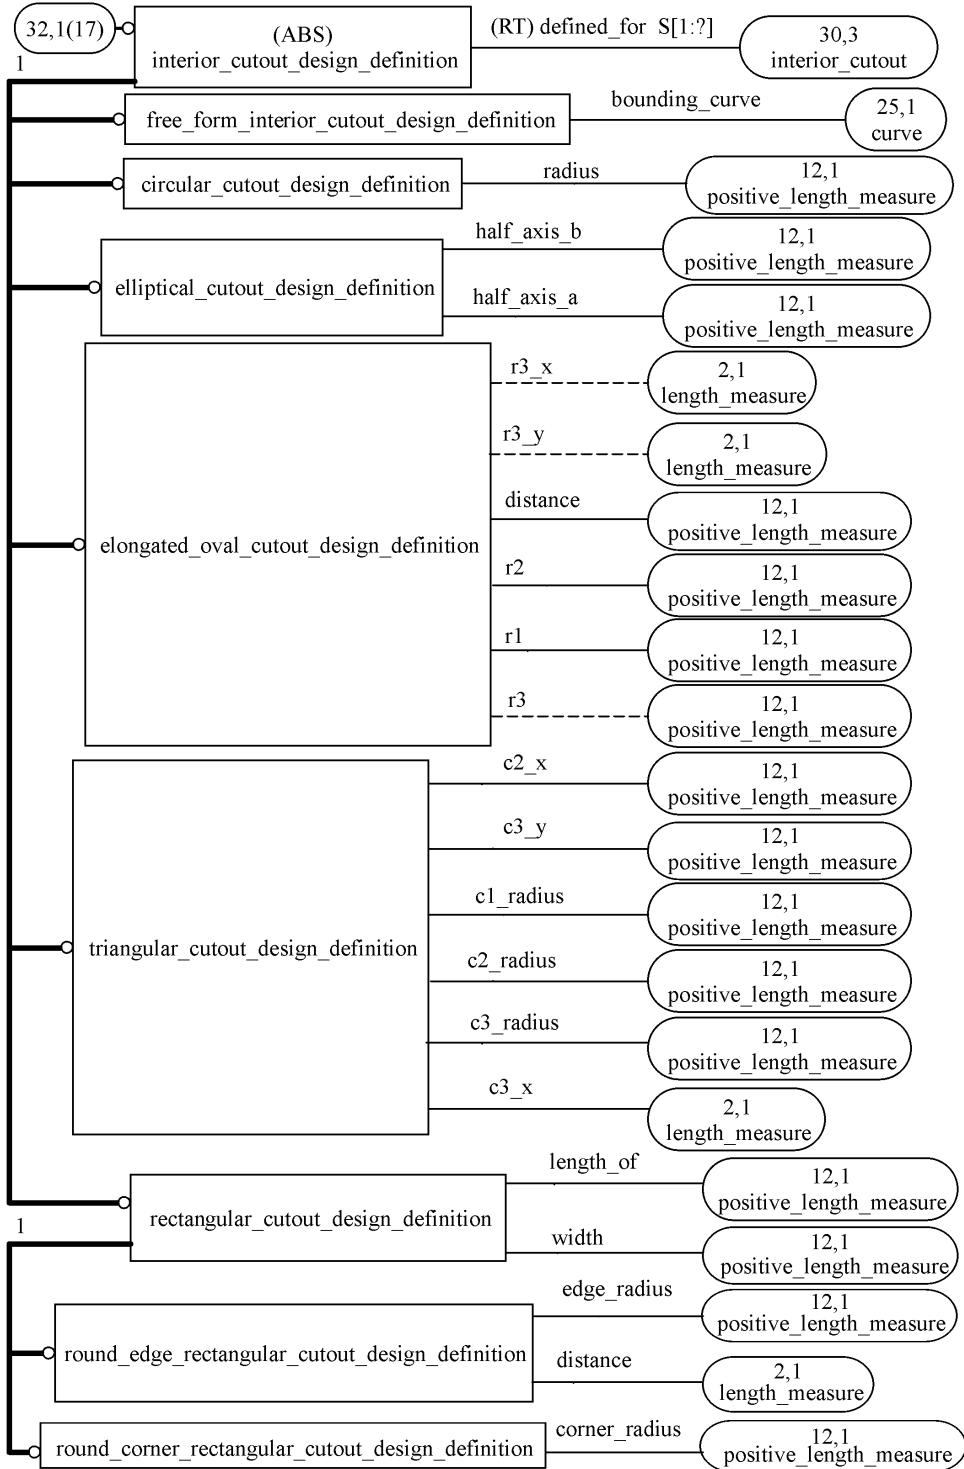 32,1(17)
(ABS)
interior_cutout_design_definition
(RT) defined_for S[1:?]
30,3
interior_cutout
1
free_form_interior_cutout_design_definition
bounding_curve
25,1
curve
circular_cutout_design_definition
radius
12,1
positive_length_measure
elliptical_cutout_design_definition
half_axis_b
12,1
positive_length_measure
half_axis_a
12,1
positive_length_measure
elongated_oval_cutout_design_definition
r3_x
2,1
length_measure
r3_y
2,1
length_measure
distance
12,1
positive_length_measure
r2
12,1
positive_length_measure
r1
12,1
positive_length_measure
r3
12,1
positive_length_measure
triangular_cutout_design_definition
c2_x
12,1
positive_length_measure
c3_y
12,1
positive_length_measure
c1_radius
12,1
positive_length_measure
c2_radius
12,1
positive_length_measure
c3_radius
12,1
positive_length_measure
c3_x
2,1
length_measure
rectangular_cutout_design_definition
length_of
12,1
positive_length_measure
width
12,1
positive_length_measure
1
round_edge_rectangular_cutout_design_definition
edge_radius
12,1
positive_length_measure
distance
2,1
length_measure
round_corner_rectangular_cutout_design_definition
corner_radius
12,1
positive_length_measure